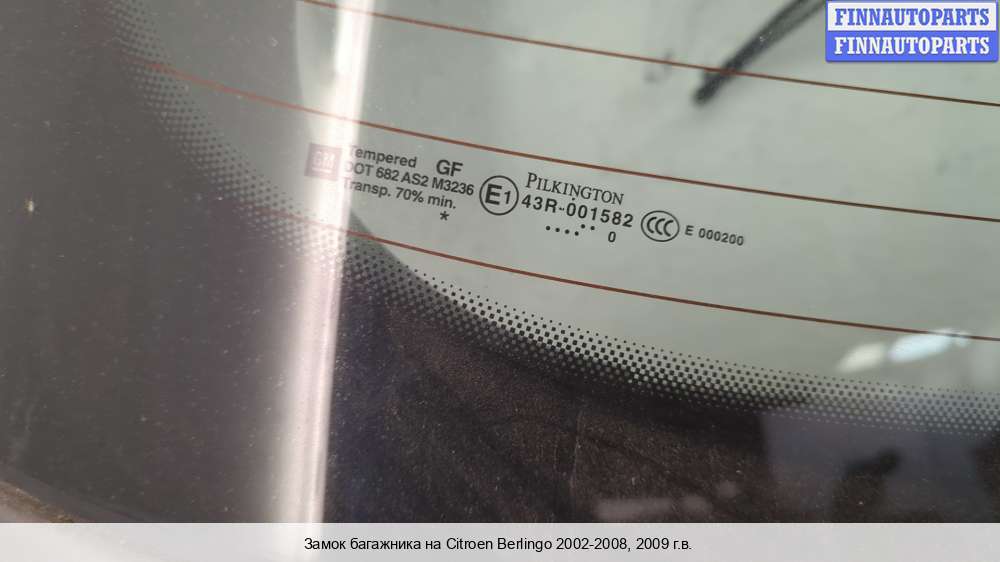 FINNAUTOPARTS
FINNAUTOPARTS
GM
Tempered GF
DOT 682 AS2 M3236
Transp. 70% min.
*
E1
PILKINGTON
43R-001582
...... 0
CCC
E 000200
Замок багажника на Citroen Berlingo 2002-2008, 2009 г.в.